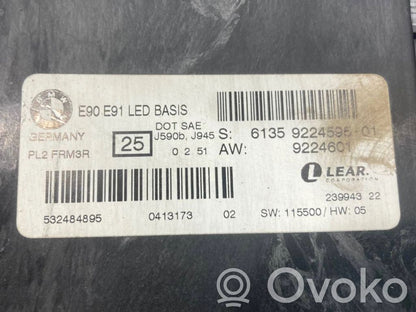 E90 E91 LED BASIS
GERMANY
PL2 FRM3R
25
DOT SAE
J590b, J945
0 2 51
S: 6135 9224596-01
AW: 9224601
LEAR
CORPORATION
239943 22
532484895 0413173 02 SW: 115500 / HW: 05
OVOKO